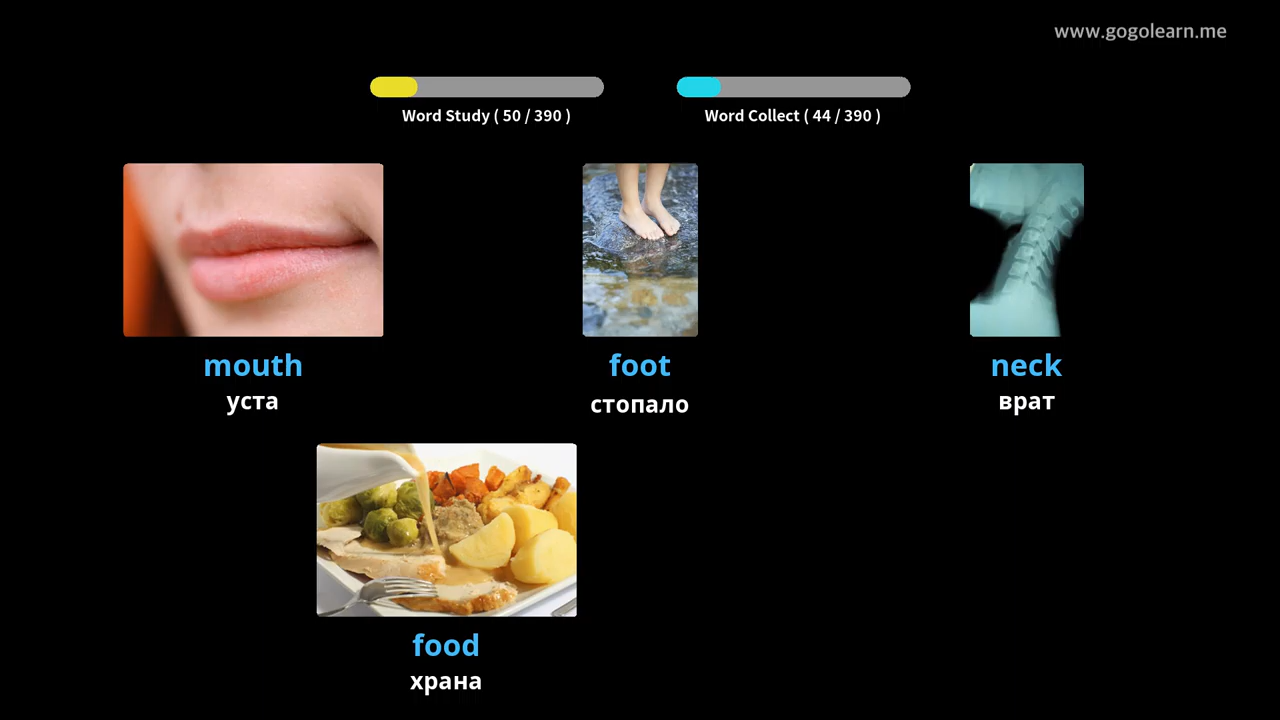 www.gogolearn.me
Word Study ( 50 / 390 )
Word Collect ( 44 / 390 )
mouth
уста
foot
стопало
neck
врат
food
храна